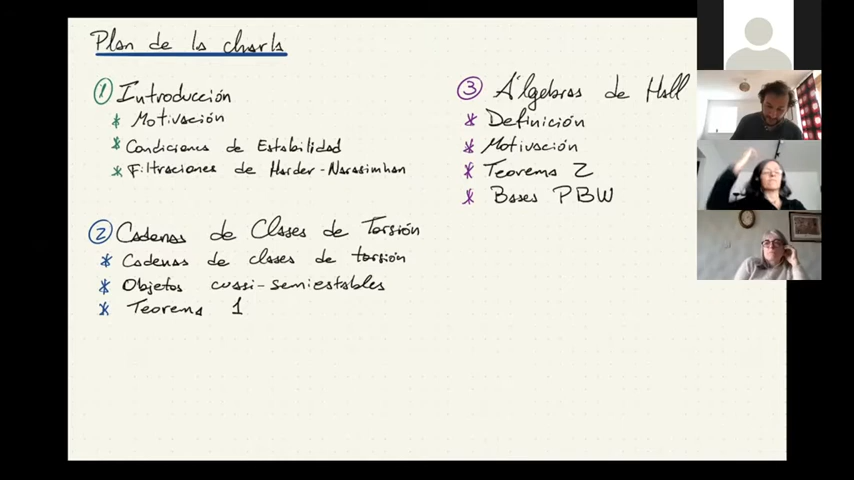 Plan de la charla
1 Introducción
* Motivación
* Condiciones de Estabilidad
* Filtraciones de Harder-Narasimhan
2 Cadenas de Clases de Torsión
* Cadenas de clases de torsión
* Objetos cuasi-semiestables
* Teorema 1
3 Álgebras de Hall
* Definición
* Motivación
* Teorema 2
* Bases PBW